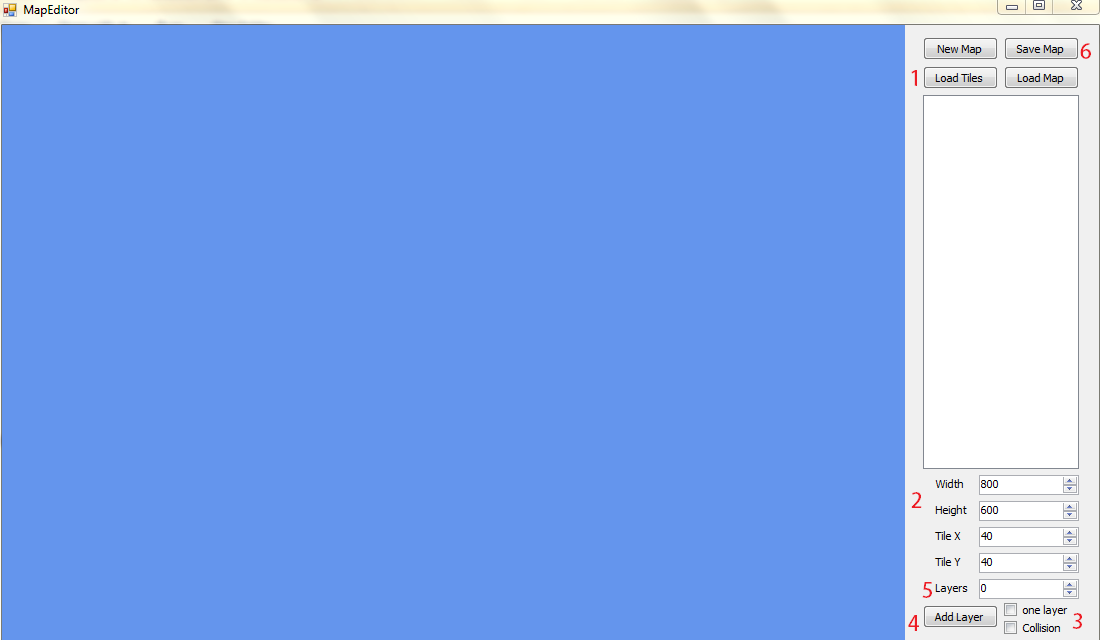 MapEditor
New Map Save Map 6
1 Load Tiles Load Map
Width 800
2
Height 600
Tile X 40
Tile Y 40
5 Layers 0
one layer
4 Add Layer 3
Collision